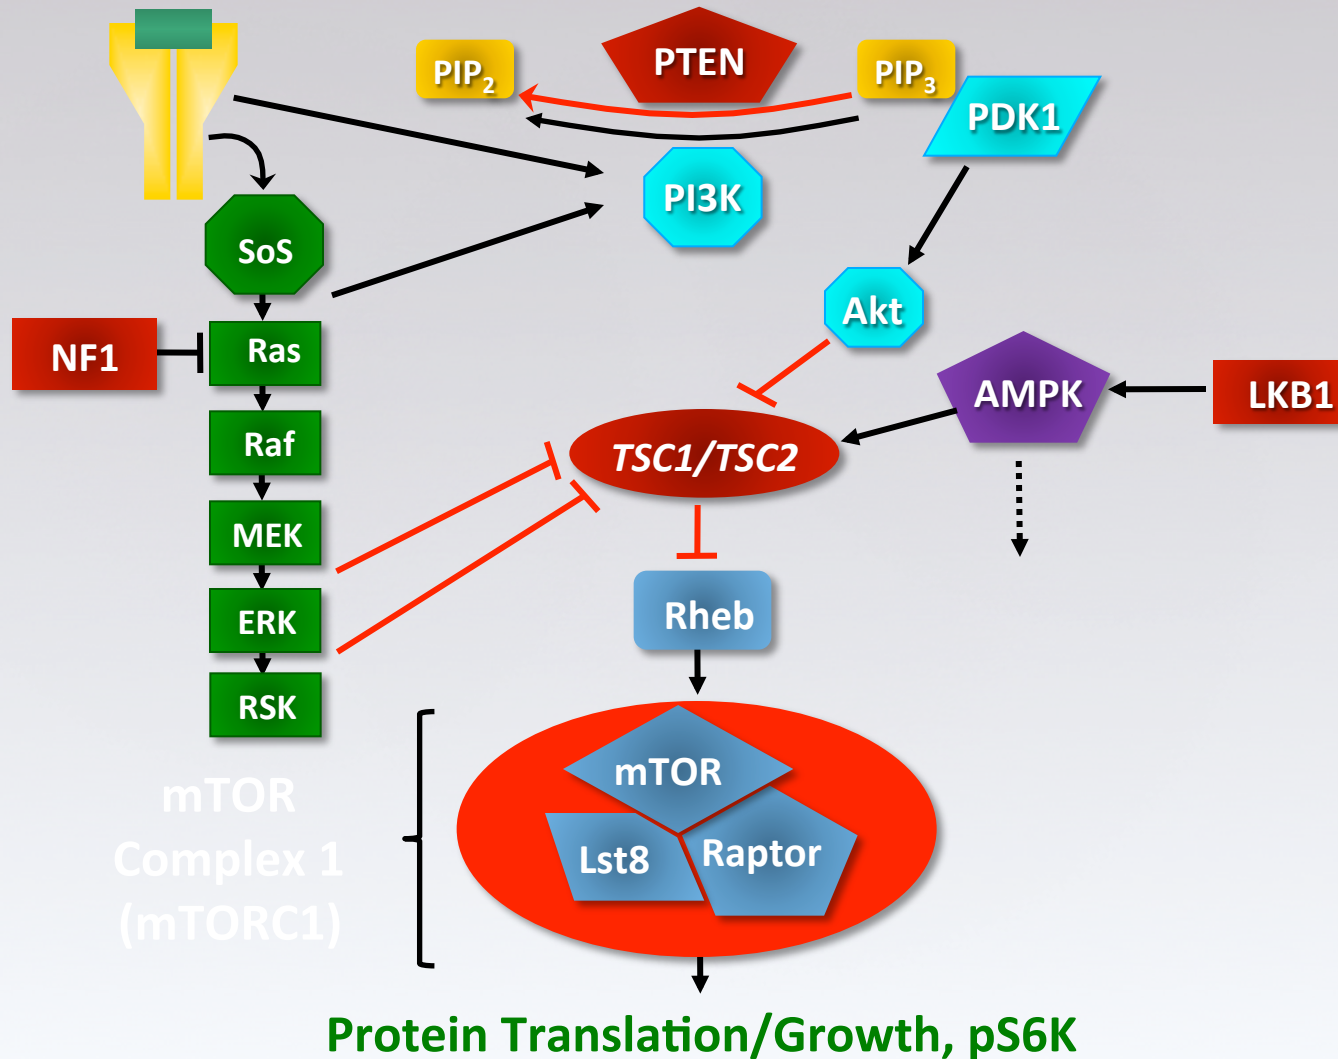 PIP2
PTEN
PIP3
PDK1
PI3K
SoS
Akt
NF1
Ras
AMPK
LKB1
Raf
TSC1/TSC2
MEK
ERK
Rheb
RSK
mTOR
Complex 1
(mTORC1)
mTOR
Lst8
Raptor
Protein Translation/Growth, pS6K